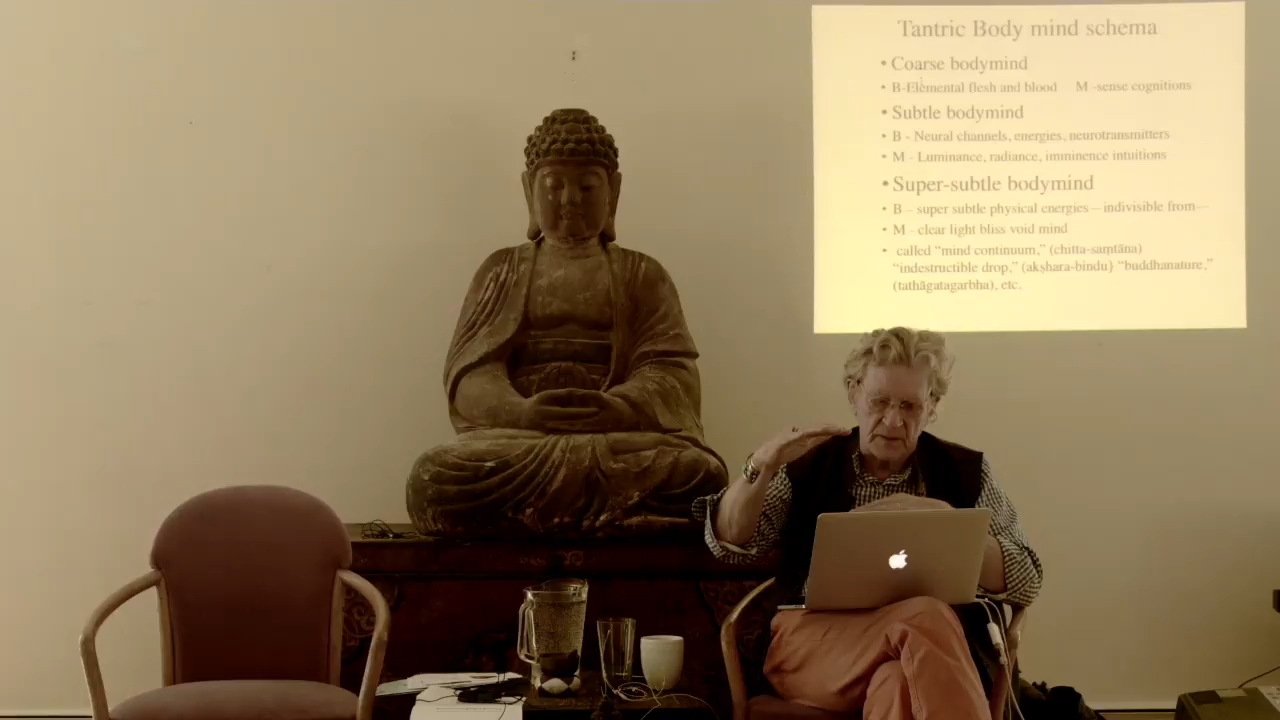 Tantric Body mind schema
• Coarse bodymind
• B-Elemental flesh and blood M -sense cognitions
• Subtle bodymind
• B - Neural channels, energies, neurotransmitters
• M - Luminance, radiance, imminence intuitions
• Super-subtle bodymind
• B – super subtle physical energies – indivisible from—
• M - clear light bliss void mind
• called “mind continuum,” (chitta-saṃtāna)
“indestructible drop,” (akṣhara-bindu} “buddhanature,”
(tathāgatagarbha), etc.